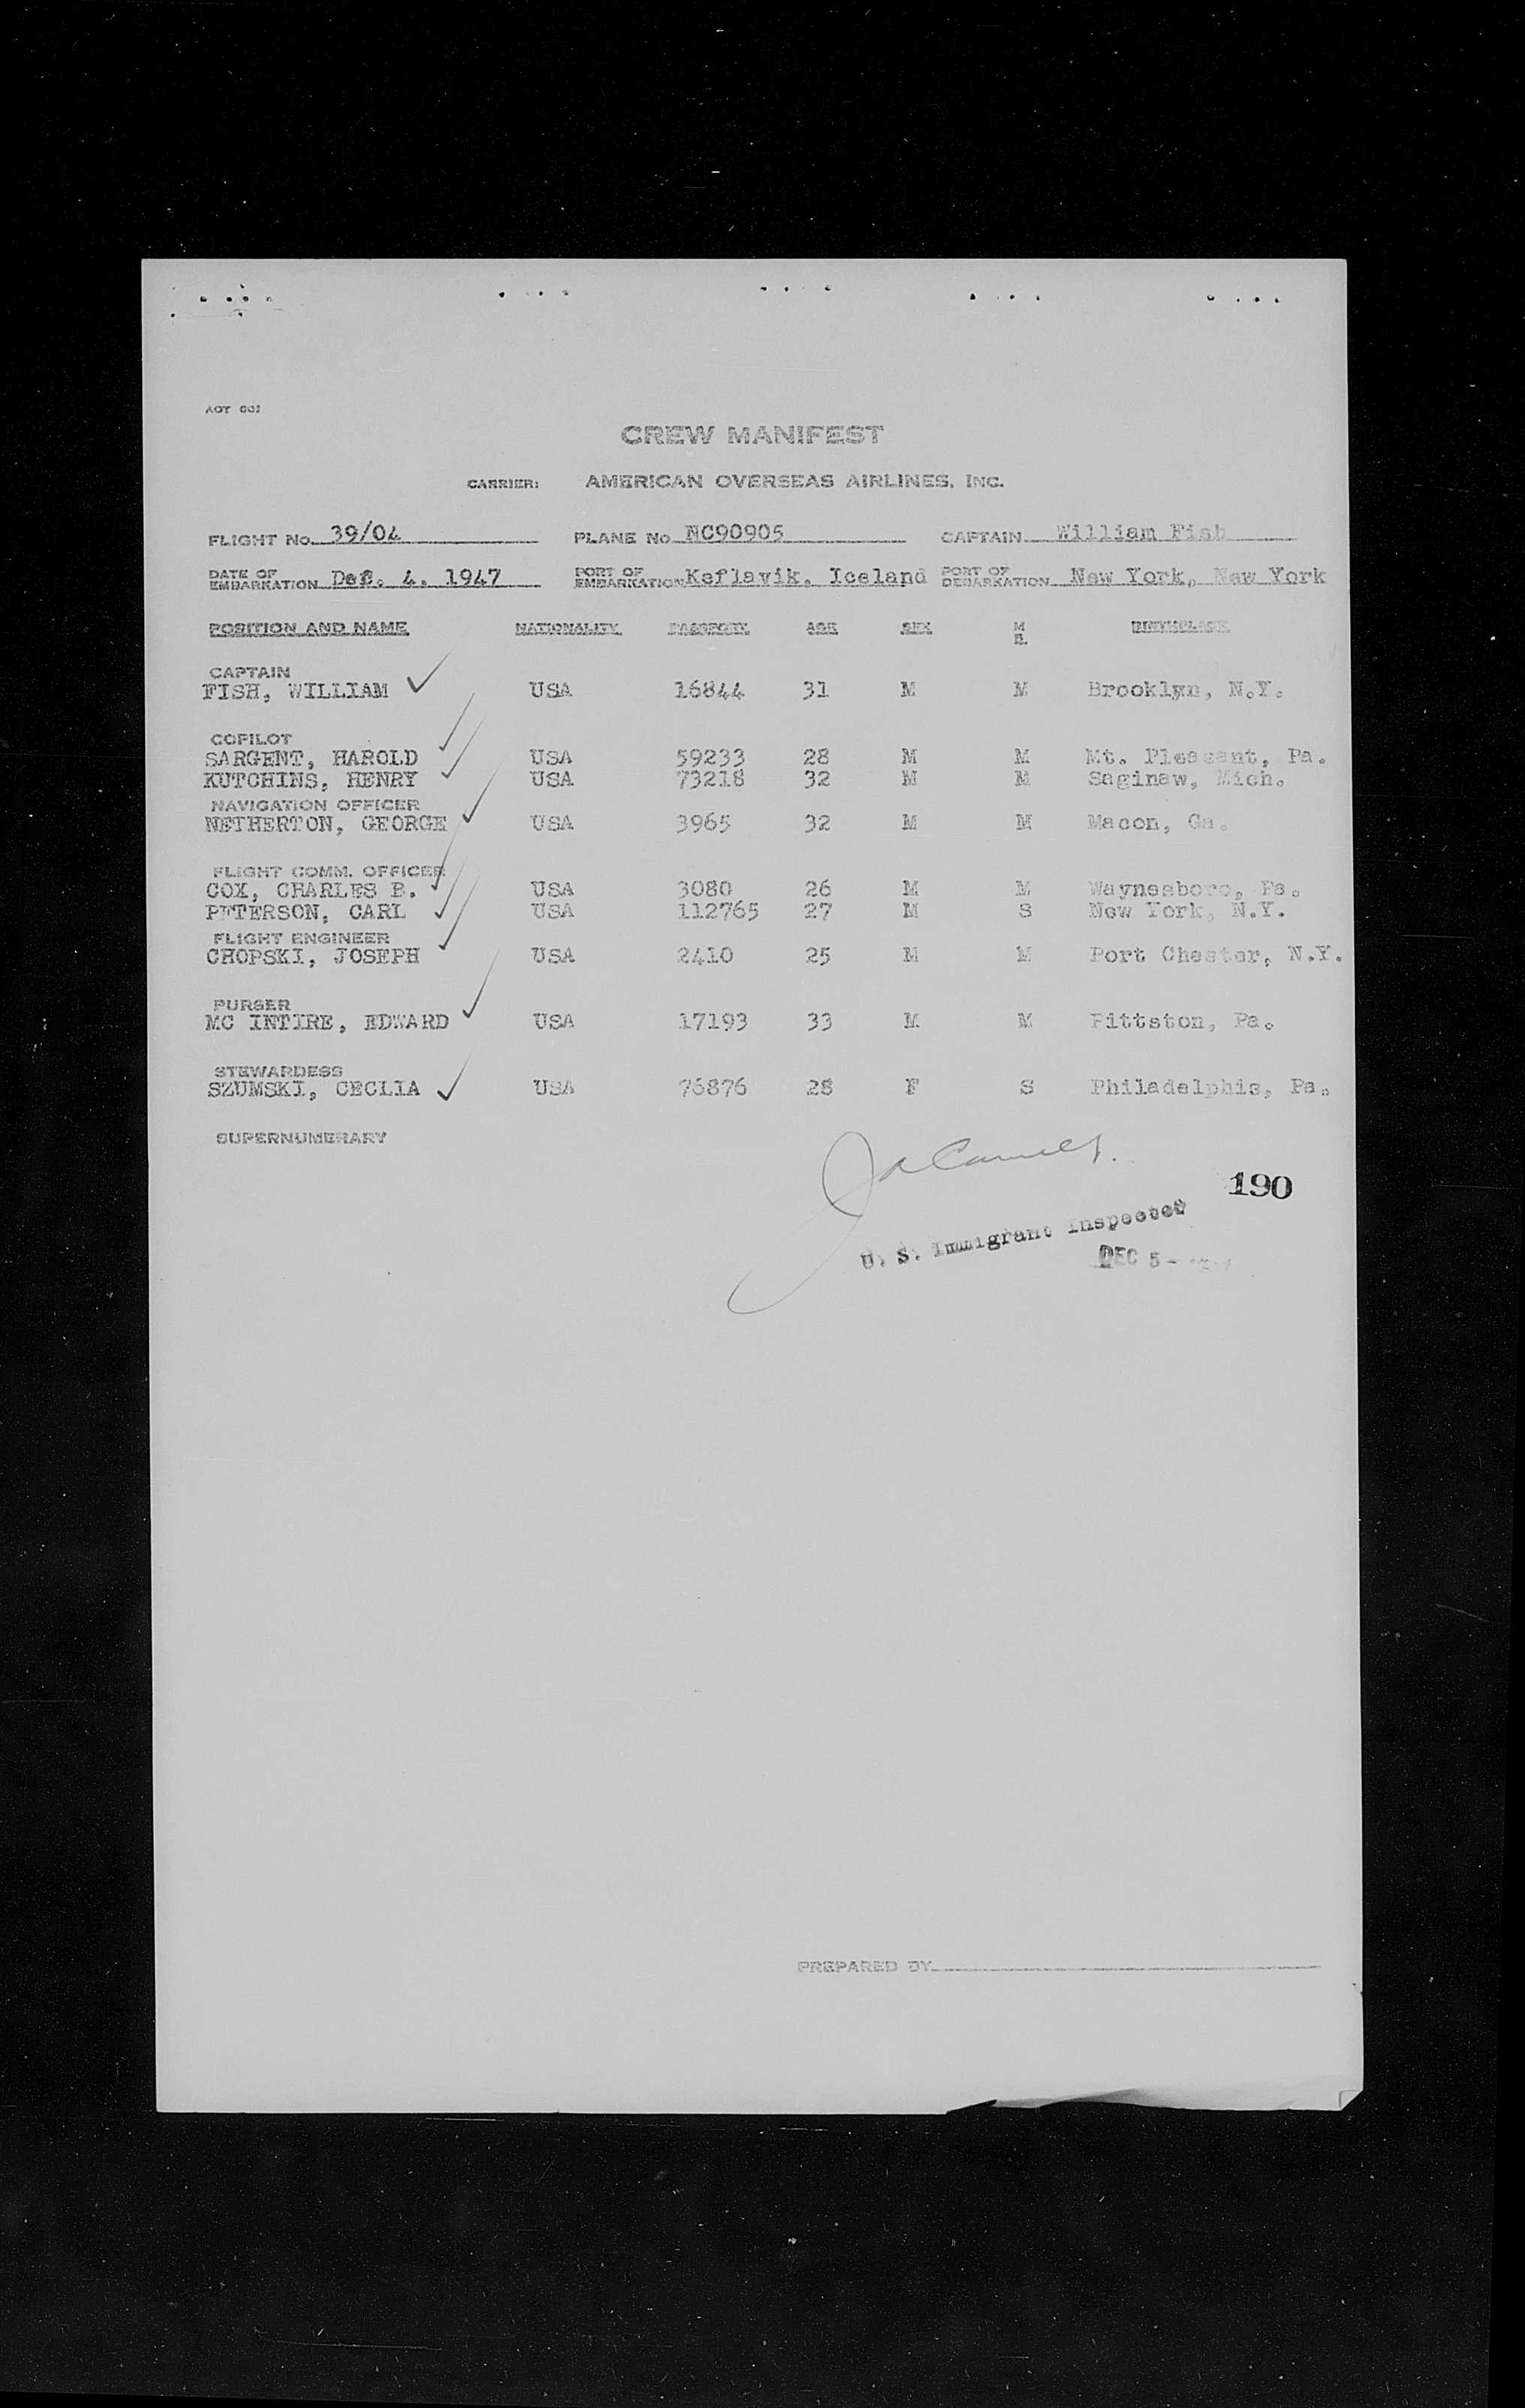 CREW MANIFEST
CARRIER: AMERICAN OVERSEAS AIRLINES, INC.
FLIGHT NO. 39/04 PLANE NO. NC90905 CAPTAIN William Fish
DATE OF EMBARKATION Dec. 4, 1947 PORT OF EMBARKATION Keflavik, Iceland PORT OF DEBARKATION New York, New York
POSITION AND NAME NATIONALITY PASSPORT AGE SEX M S. BIRTHPLACE
CAPTAIN
FISH, WILLIAM USA 16844 31 M M Brooklyn, N.Y.
COPILOT
SARGENT, HAROLD USA 59233 28 M M Mt. Pleasant, Pa.
KUTCHINS, HENRY USA 73218 32 M M Saginaw, Mich.
NAVIGATION OFFICER
NETHERTON, GEORGE USA 3965 32 M M Macon, Ga.
FLIGHT COMM. OFFICER
COX, CHARLES B. USA 3080 26 M M Waynesboro, Pa.
PETERSON, CARL USA 112765 27 M S New York, N.Y.
FLIGHT ENGINEER
CHOPSKI, JOSEPH USA 2410 25 M M Port Chester, N.Y.
PURSER
MC INTIRE, EDWARD USA 17193 33 M M Pittston, Pa.
STEWARDESS
SZUMSKI, CECLIA USA 76876 28 F S Philadelphia, Pa.
SUPERNUMERARY
190
U. S. Immigrant Inspector
DEC 5 -
PREPARED BY